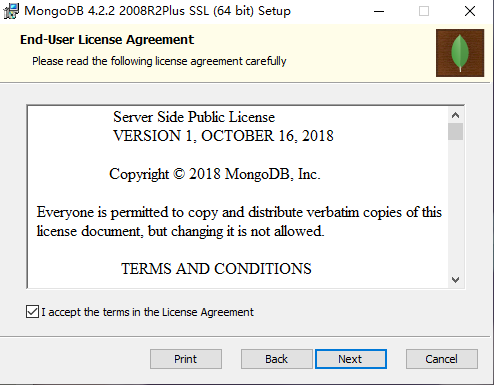 MongoDB 4.2.2 2008R2Plus SSL (64 bit) Setup
End-User License Agreement
Please read the following license agreement carefully
Server Side Public License
VERSION 1, OCTOBER 16, 2018
Copyright © 2018 MongoDB, Inc.
Everyone is permitted to copy and distribute verbatim copies of this
license document, but changing it is not allowed.
TERMS AND CONDITIONS
I accept the terms in the License Agreement
Print Back Next Cancel